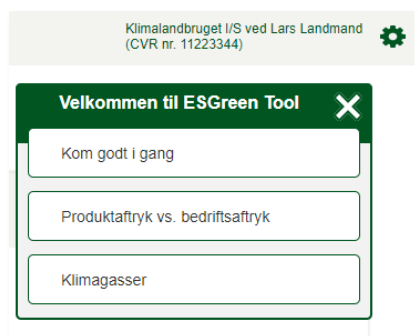 Klimalandbruget I/S ved Lars Landmand
(CVR nr. 11223344)
Velkommen til ESGreen Tool
Kom godt i gang
Produktaftryk vs. bedriftsaftryk
Klimagasser